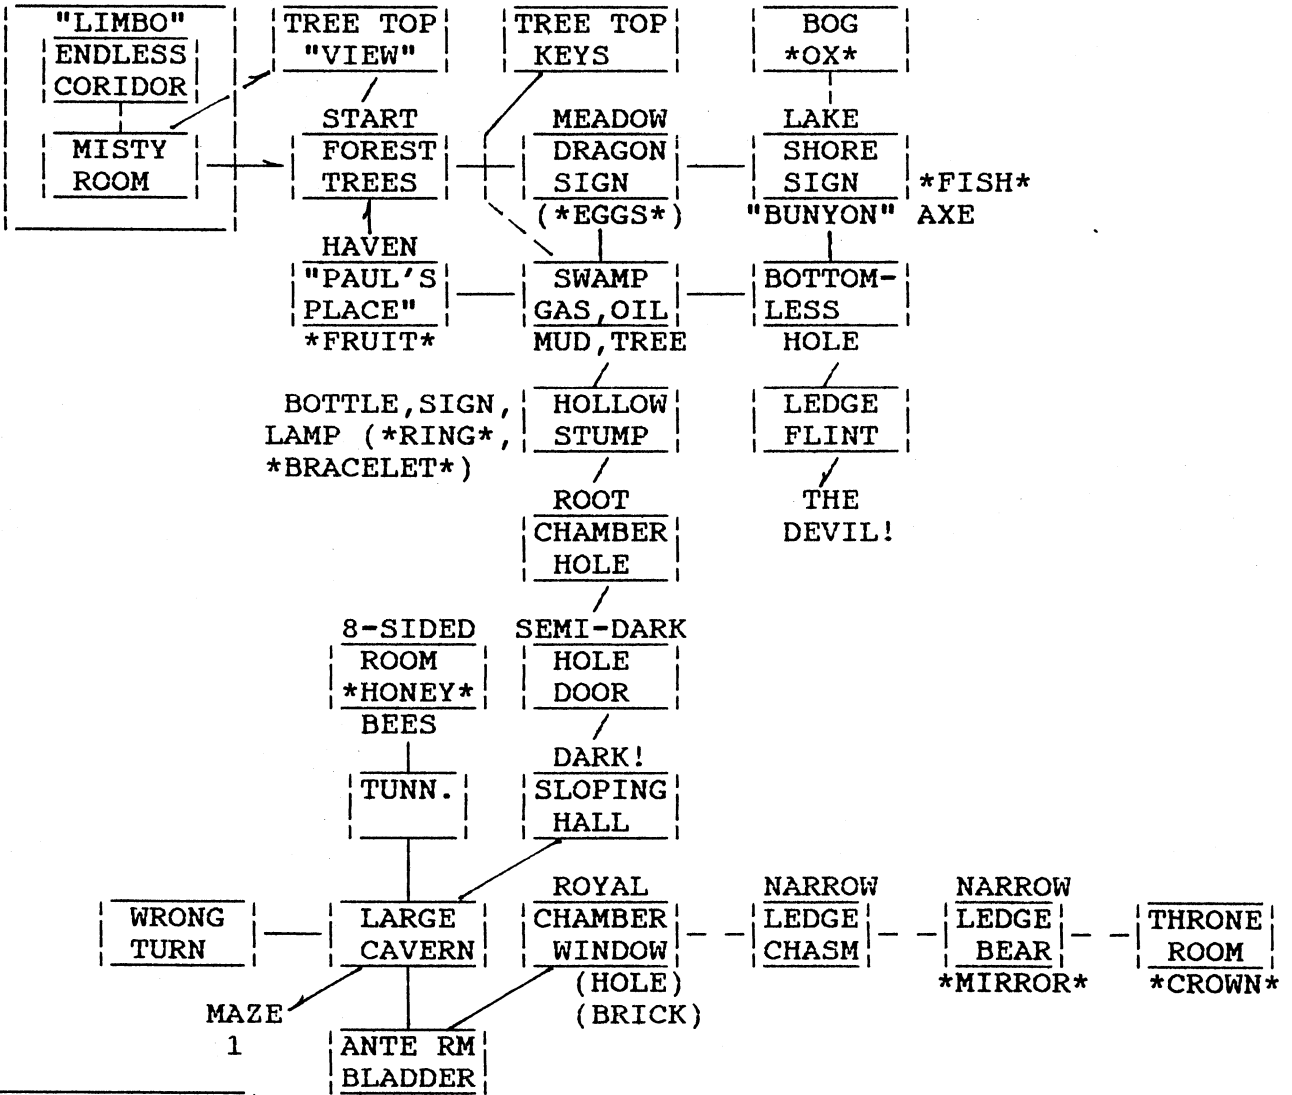 "LIMBO"
ENDLESS
CORIDOR
MISTY
ROOM
TREE TOP
"VIEW"
TREE TOP
KEYS
BOG
*OX*
START
FOREST
TREES
MEADOW
DRAGON
SIGN
(*EGGS*)
LAKE
SHORE
SIGN *FISH*
"BUNYON" AXE
HAVEN
"PAUL'S
PLACE"
*FRUIT*
SWAMP
GAS,OIL
MUD,TREE
BOTTOM-
LESS
HOLE
BOTTLE,SIGN,
LAMP (*RING*,
*BRACELET*)
HOLLOW
STUMP
LEDGE
FLINT
THE
DEVIL!
ROOT
CHAMBER
HOLE
8-SIDED
ROOM
*HONEY*
BEES
SEMI-DARK
HOLE
DOOR
TUNN.
DARK!
SLOPING
HALL
WRONG
TURN
LARGE
CAVERN
ROYAL
CHAMBER
WINDOW
(HOLE)
(BRICK)
NARROW
LEDGE
CHASM
NARROW
LEDGE
BEAR
*MIRROR*
THRONE
ROOM
*CROWN*
MAZE
1
ANTE RM
BLADDER